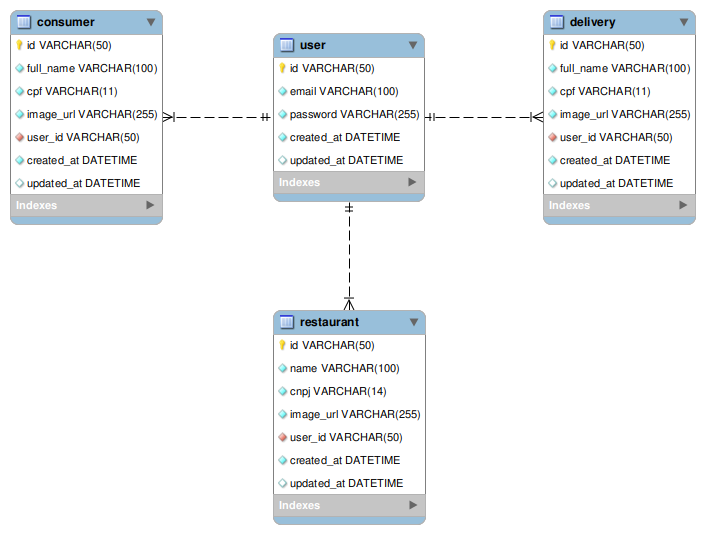 consumer
id VARCHAR(50)
full_name VARCHAR(100)
cpf VARCHAR(11)
image_url VARCHAR(255)
user_id VARCHAR(50)
created_at DATETIME
updated_at DATETIME
Indexes
user
id VARCHAR(50)
email VARCHAR(100)
password VARCHAR(255)
created_at DATETIME
updated_at DATETIME
Indexes
delivery
id VARCHAR(50)
full_name VARCHAR(100)
cpf VARCHAR(11)
image_url VARCHAR(255)
user_id VARCHAR(50)
created_at DATETIME
updated_at DATETIME
Indexes
restaurant
id VARCHAR(50)
name VARCHAR(100)
cnpj VARCHAR(14)
image_url VARCHAR(255)
user_id VARCHAR(50)
created_at DATETIME
updated_at DATETIME
Indexes